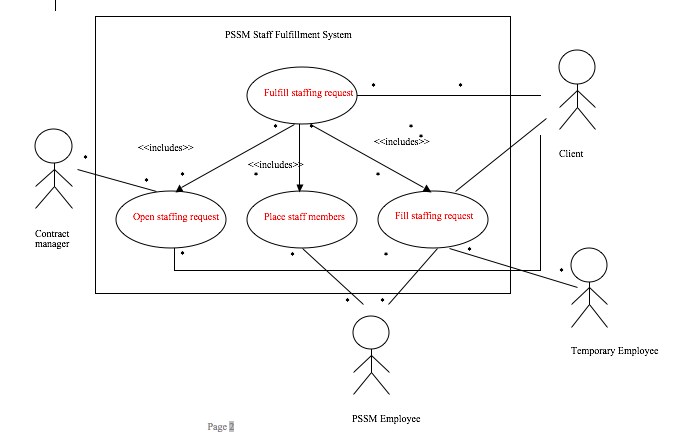 PSSM Staff Fulfillment System
Fulfill staffing request
<<includes>>
<<includes>>
<<includes>>
Client
Open staffing request
Place staff members
Fill staffing request
Contract
manager
Temporary Employee
PSSM Employee
Page 2